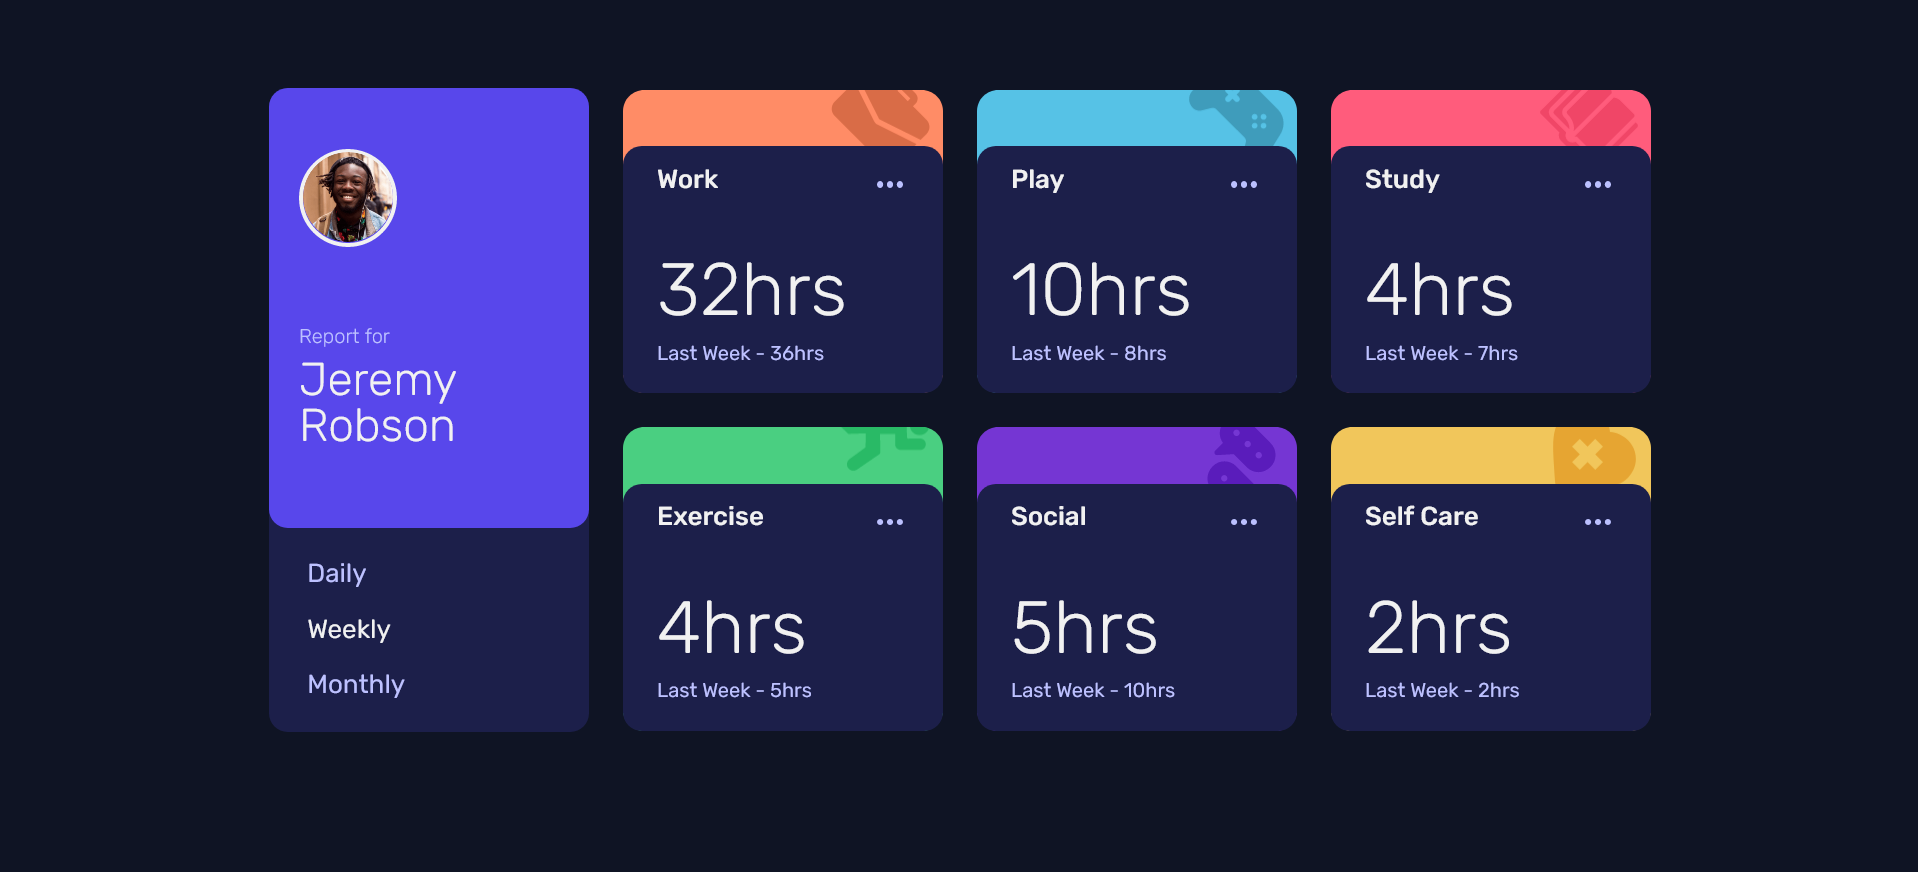 Report for
Jeremy
Robson
Daily
Weekly
Monthly
Work
32hrs
Last Week - 36hrs
Play
10hrs
Last Week - 8hrs
Study
4hrs
Last Week - 7hrs
Exercise
4hrs
Last Week - 5hrs
Social
5hrs
Last Week - 10hrs
Self Care
2hrs
Last Week - 2hrs